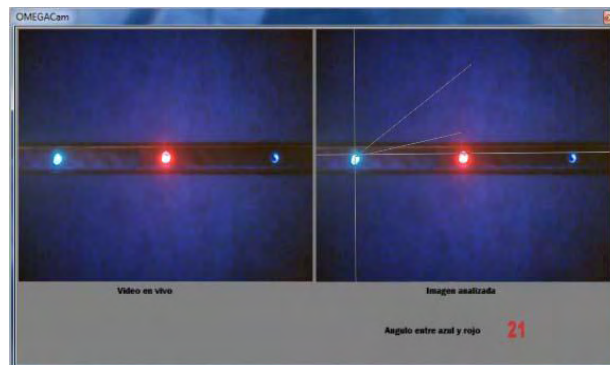 OMEGACam
Video en vivo
Imagen analizada
Angulo entre azul y rojo 21